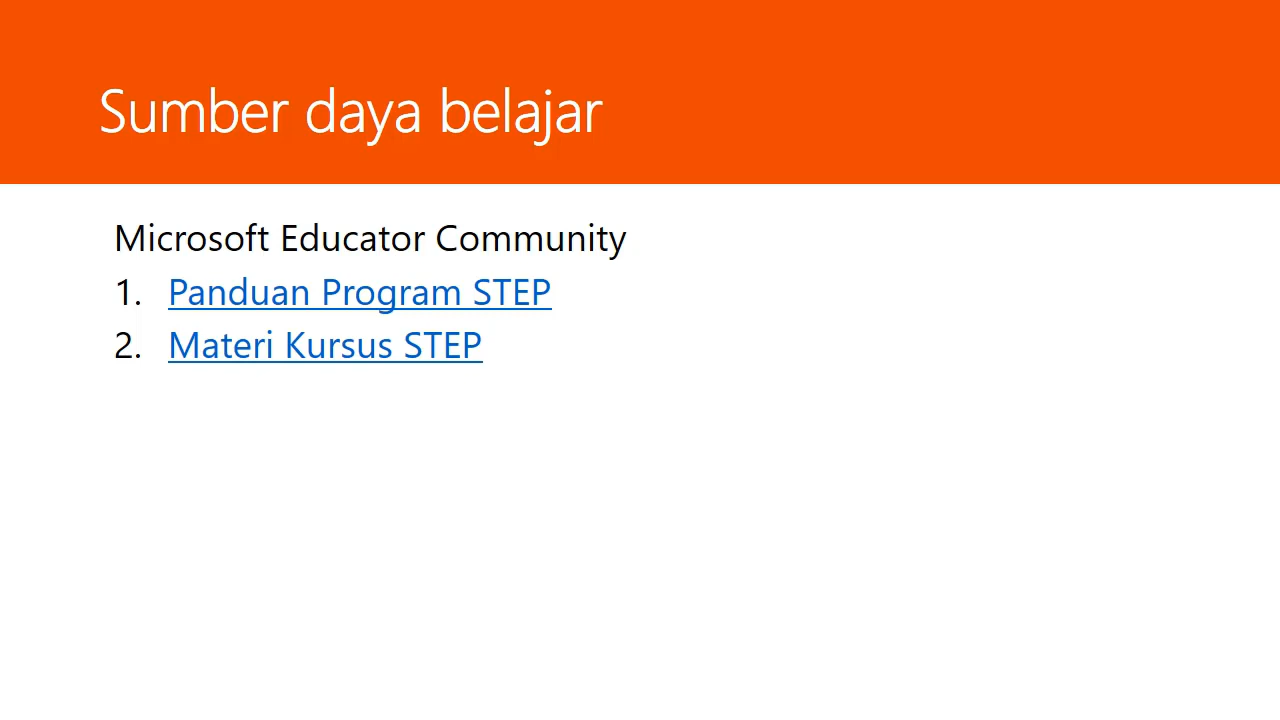 Sumber daya belajar
Microsoft Educator Community
1. Panduan Program STEP
2. Materi Kursus STEP